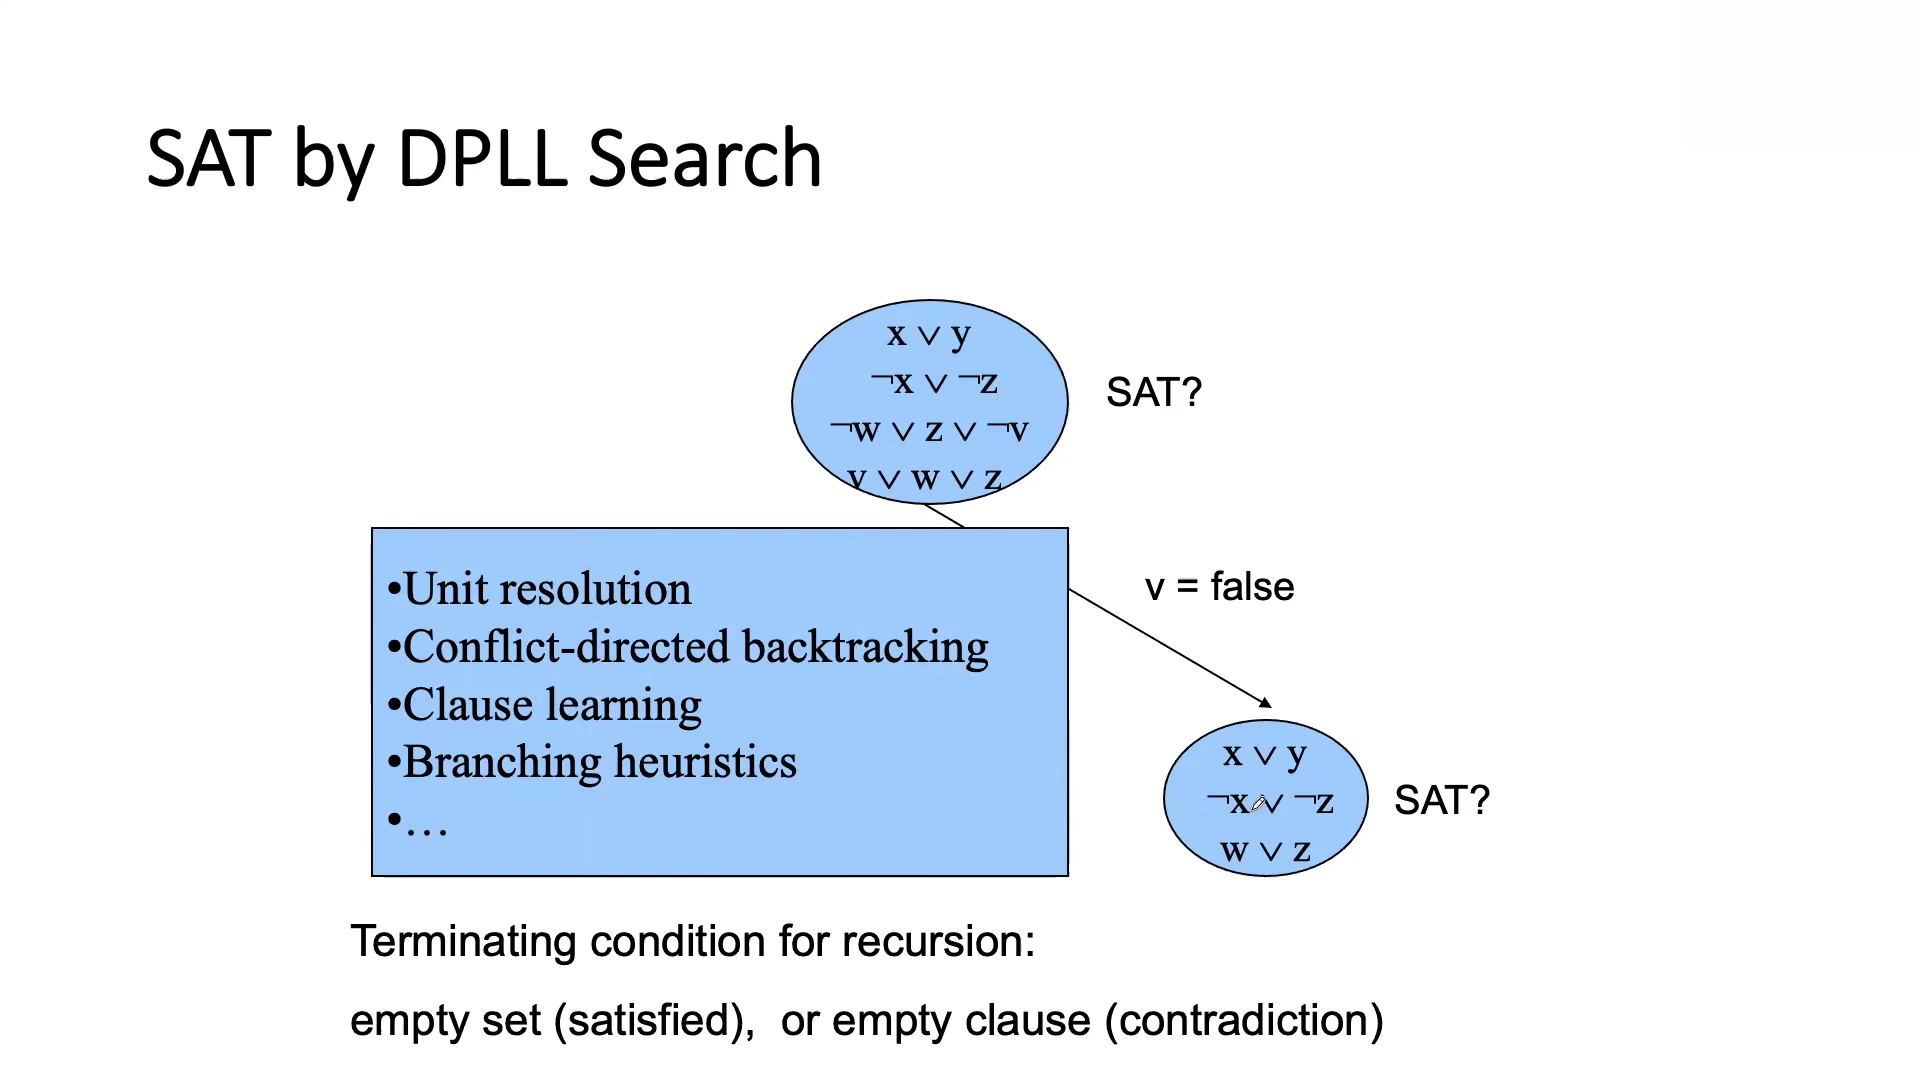 SAT by DPLL Search
x ∨ y
¬x ∨ ¬z
¬w ∨ z ∨ ¬v
v ∨ w ∨ z
SAT?
•Unit resolution
•Conflict-directed backtracking
•Clause learning
•Branching heuristics
•…
v = false
x ∨ y
¬x ∨ ¬z
w ∨ z
SAT?
Terminating condition for recursion:
empty set (satisfied), or empty clause (contradiction)